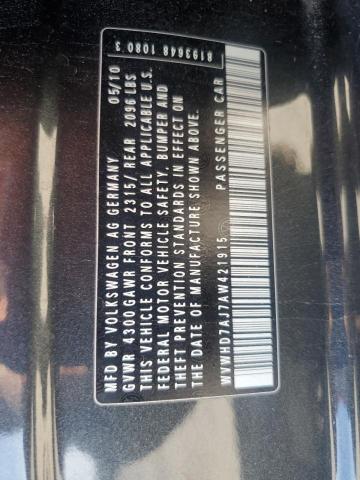 8193648 1080 3
MFD BY VOLKSWAGEN AG GERMANY 05/10
GVWR 4300 GAWR FRONT 2315/ REAR 2096 LBS
THIS VEHICLE CONFORMS TO ALL APPLICABLE U.S.
FEDERAL MOTOR VEHICLE SAFETY, BUMPER AND
THEFT PREVENTION STANDARDS IN EFFECT ON
THE DATE OF MANUFACTURE SHOWN ABOVE.
WVWHD7AJ7AW421915 PASSENGER CAR